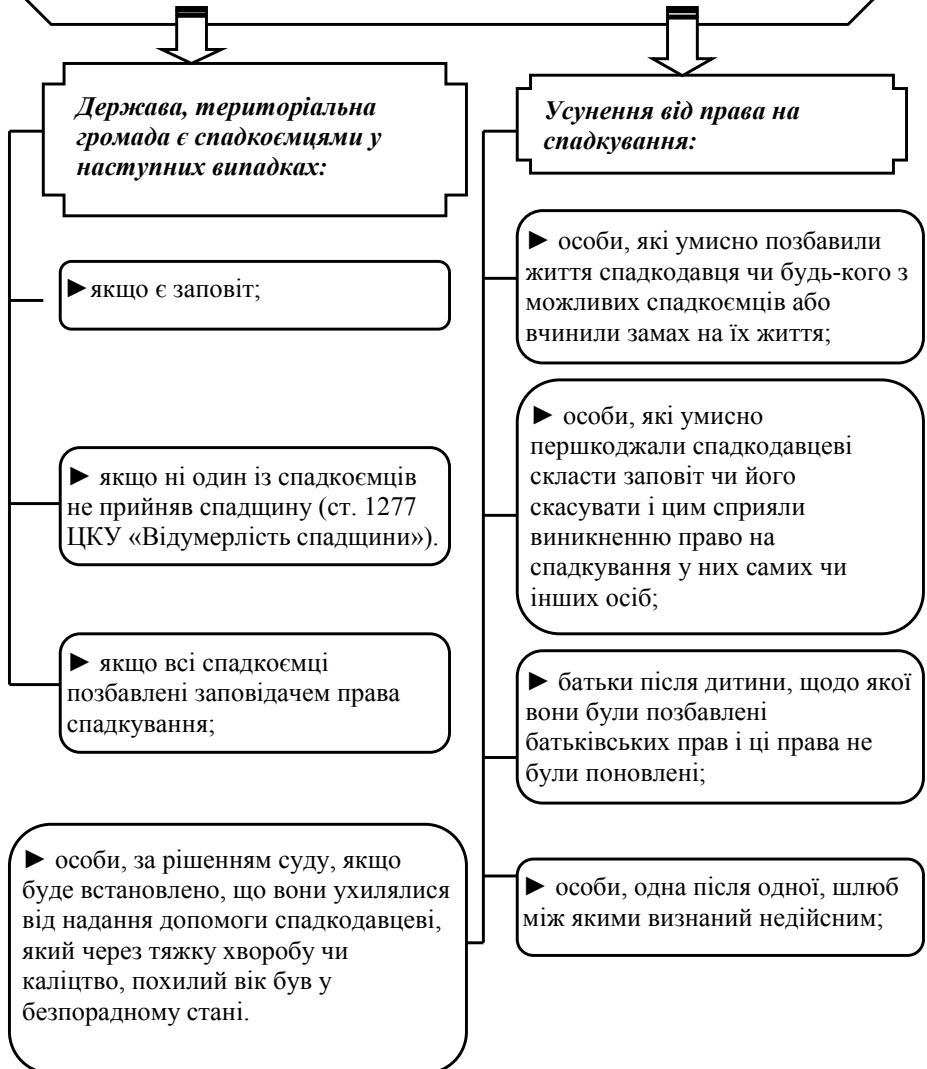 Держава, територіальна
громада є спадкоємцями у
наступних випадках:
►якщо є заповіт;
► якщо ні один із спадкоємців
не прийняв спадщину (ст. 1277
ЦКУ «Відумерлість спадщини»).
► якщо всі спадкоємці
позбавлені заповідачем права
спадкування;
Усунення від права на
спадкування:
► особи, які умисно позбавили
життя спадкодавця чи будь-кого з
можливих спадкоємців або
вчинили замах на їх життя;
► особи, які умисно
першкоджали спадкодавцеві
скласти заповіт чи його
скасувати і цим сприяли
виникненню право на
спадкування у них самих чи
інших осіб;
► батьки після дитини, щодо якої
вони були позбавлені
батьківських прав і ці права не
були поновлені;
► особи, одна після одної, шлюб
між якими визнаний недійсним;
► особи, за рішенням суду, якщо
буде встановлено, що вони ухилялися
від надання допомоги спадкодавцеві,
який через тяжку хворобу чи
каліцтво, похилий вік був у
безпорадному стані.